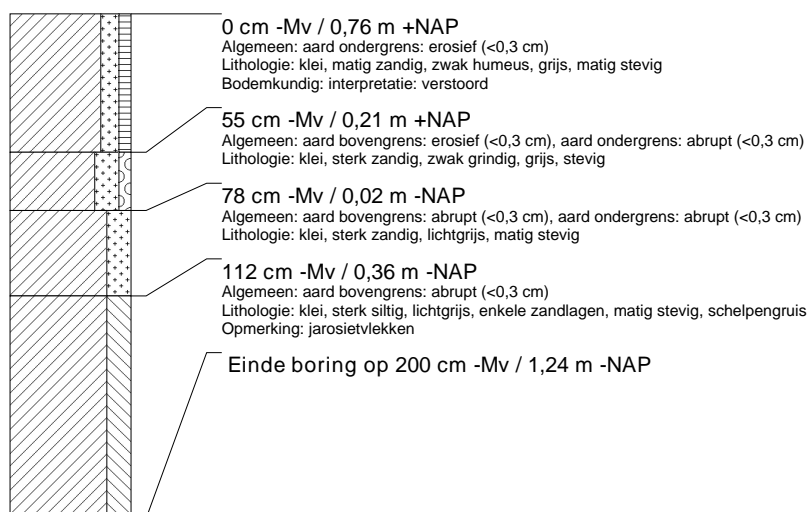 0 cm -Mv / 0,76 m +NAP
Algemeen: aard ondergrens: erosief (<0,3 cm)
Lithologie: klei, matig zandig, zwak humeus, grijs, matig stevig
Bodemkundig: interpretatie: verstoord
55 cm -Mv / 0,21 m +NAP
Algemeen: aard bovengrens: erosief (<0,3 cm), aard ondergrens: abrupt (<0,3 cm)
Lithologie: klei, sterk zandig, zwak grindig, grijs, stevig
78 cm -Mv / 0,02 m -NAP
Algemeen: aard bovengrens: abrupt (<0,3 cm), aard ondergrens: abrupt (<0,3 cm)
Lithologie: klei, sterk zandig, lichtgrijs, matig stevig
112 cm -Mv / 0,36 m -NAP
Algemeen: aard bovengrens: abrupt (<0,3 cm)
Lithologie: klei, sterk siltig, lichtgrijs, enkele zandlagen, matig stevig, schelpengruis
Opmerking: jarosietvlekken
Einde boring op 200 cm -Mv / 1,24 m -NAP